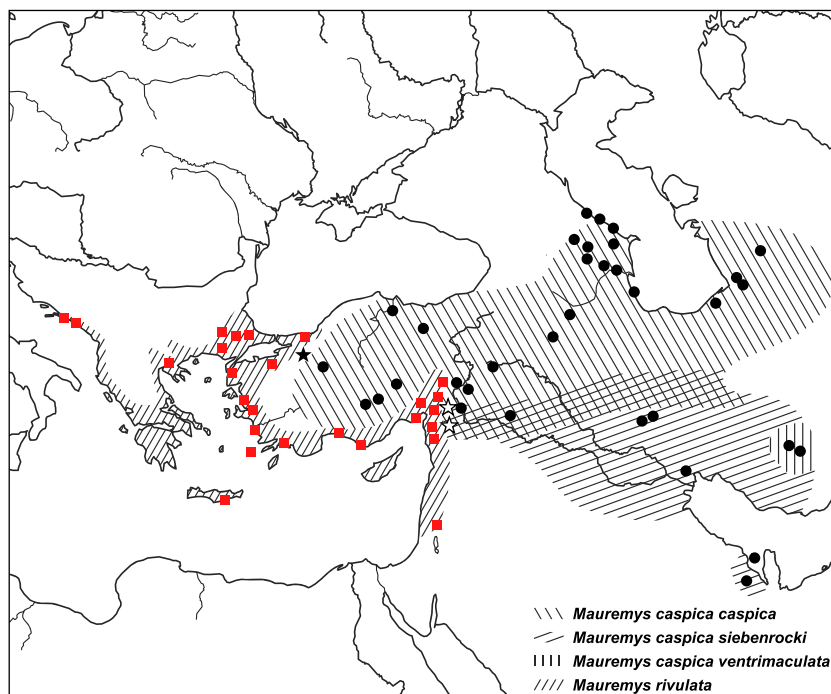 Mauremys caspica caspica
Mauremys caspica siebenrocki
Mauremys caspica ventrimaculata
Mauremys rivulata